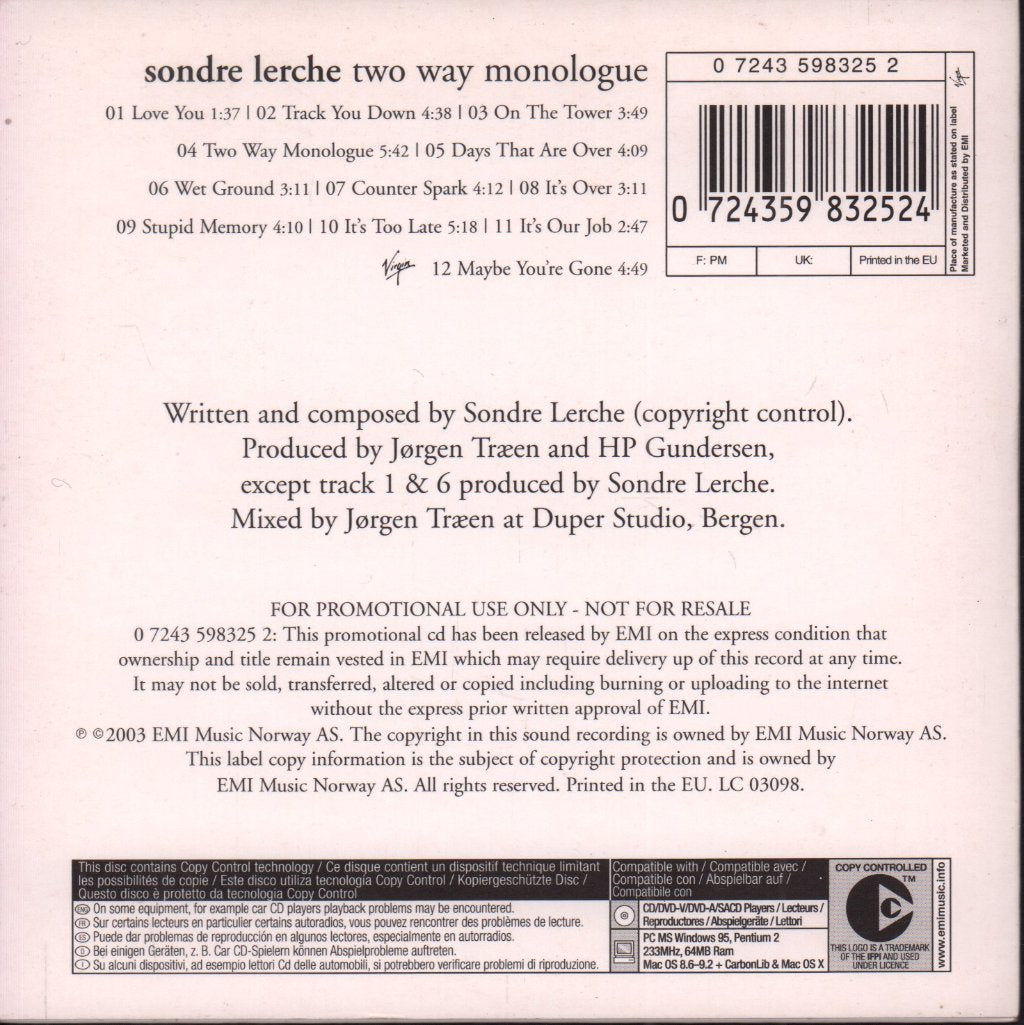 sondre lerche two way monologue
01 Love You 1:37 | 02 Track You Down 4:38 | 03 On The Tower 3:49
04 Two Way Monologue 5:42 | 05 Days That Are Over 4:09
06 Wet Ground 3:11 | 07 Counter Spark 4:12 | 08 It's Over 3:11
09 Stupid Memory 4:10 | 10 It's Too Late 5:18 | 11 It's Our Job 2:47
Virgin 12 Maybe You're Gone 4:49
0 7243 598325 2
0 724359 832524
F: PM UK: Printed in the EU
Virgin
Place of manufacture as stated on label
Marketed and Distributed by EMI
Written and composed by Sondre Lerche (copyright control).
Produced by Jørgen Træen and HP Gundersen,
except track 1 & 6 produced by Sondre Lerche.
Mixed by Jørgen Træen at Duper Studio, Bergen.
FOR PROMOTIONAL USE ONLY - NOT FOR RESALE
0 7243 598325 2: This promotional cd has been released by EMI on the express condition that
ownership and title remain vested in EMI which may require delivery up of this record at any time.
It may not be sold, transferred, altered or copied including burning or uploading to the internet
without the express prior written approval of EMI.
℗ ©2003 EMI Music Norway AS. The copyright in this sound recording is owned by EMI Music Norway AS.
This label copy information is the subject of copyright protection and is owned by
EMI Music Norway AS. All rights reserved. Printed in the EU. LC 03098.
This disc contains Copy Control technology / Ce disque contient un dispositif technique limitant
les possibilités de copie / Este disco utiliza tecnologia Copy Control / Kopiergeschützte Disc /
Questo disco è protetto da tecnologia Copy Control
ENG On some equipment, for example car CD players playback problems may be encountered.
FR Sur certains lecteurs en particulier certains autoradios, vous pouvez rencontrer des problèmes de lecture.
ES Puede dar problemas de reproducción en algunos lectores, especialmente en autorradios.
D Bei einigen Geräten, z. B. Car CD-Spielern können Abspielprobleme auftreten.
I Su alcuni dispositivi, ad esempio lettori Cd delle automobili, si potrebbero verificare problemi di riproduzione.
Compatible with / Compatible avec /
Compatible con / Abspielbar auf /
Compatibile con
CD/DVD-V/DVD-A/SACD Players / Lecteurs /
Reproductores / Abspielgeräte / Lettori
PC MS Windows 95, Pentium 2
233MHz, 64MB Ram
Mac OS 8.6-9.2 + CarbonLib & Mac OS X
COPY CONTROLLED
TM
THIS LOGO IS A TRADEMARK
OF THE IFPI AND USED
UNDER LICENCE
www.emimusic.info